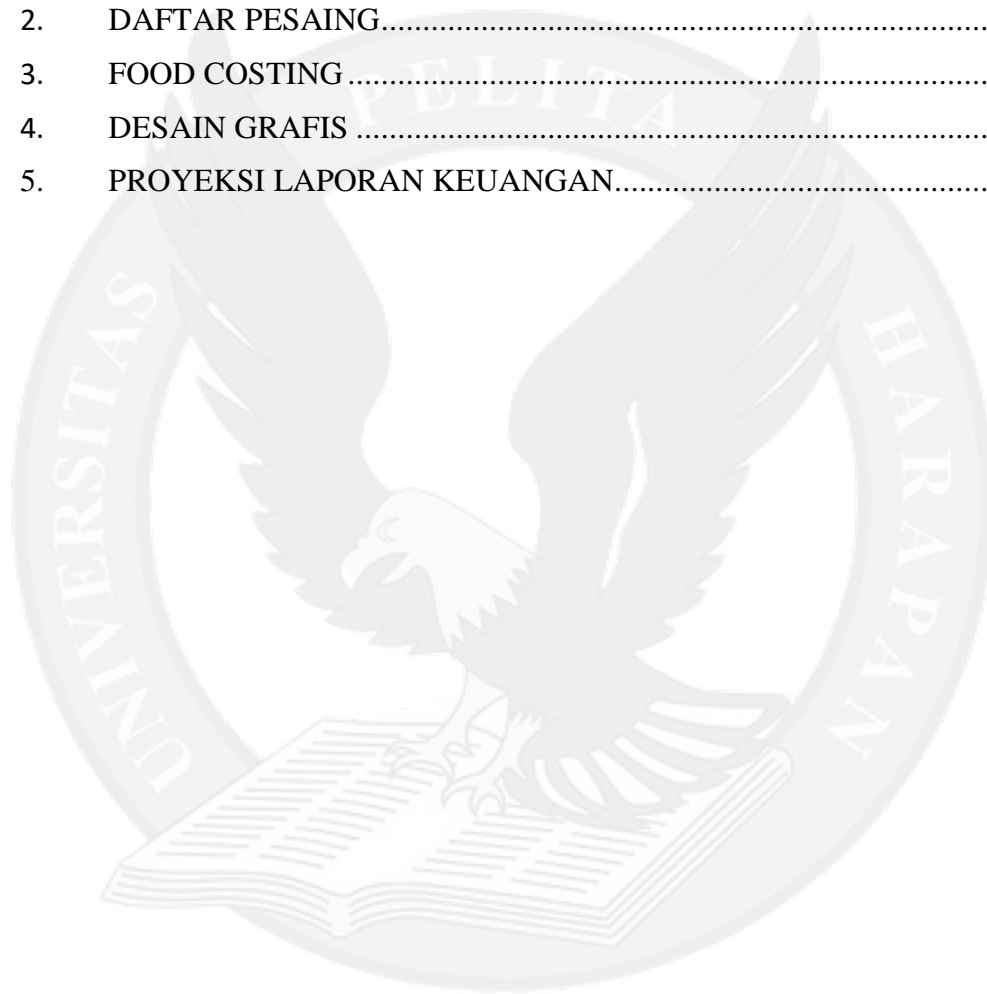 2. DAFTAR PESAING..........................................................................
3. FOOD COSTING..............................................................................
4. DESAIN GRAFIS.............................................................................
5. PROYEKSI LAPORAN KEUANGAN..............................................
UNIVERSITAS PELITA HARAPAN